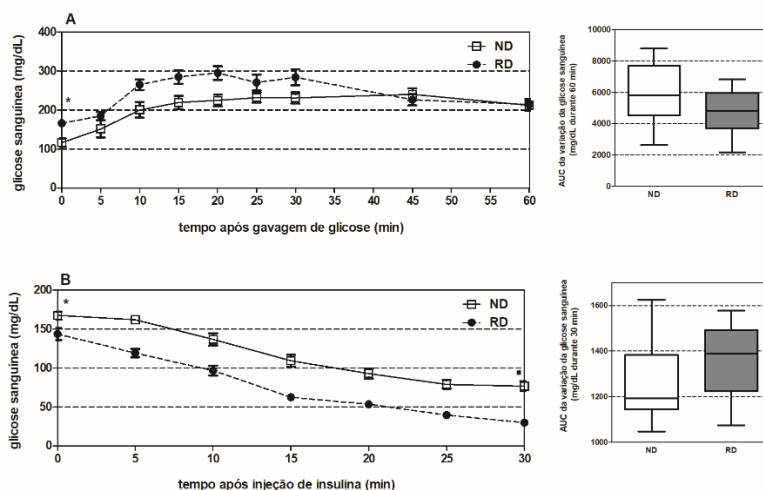 A
glicose sanguínea (mg/dL)
400
300
200
100
0
*
ND
RD
0 5 10 15 20 25 30 35 40 45 50 55 60
tempo após gavagem de glicose (min)
AUC da variação da glicose sanguínea
(mg/dL durante 60 min)
10000
8000
6000
4000
2000
0
ND RD
B
glicose sanguínea (mg/dL)
200
150
100
50
0
*
ND
RD
0 5 10 15 20 25 30
tempo após injeção de insulina (min)
AUC da variação da glicose sanguínea
(mg/dL durante 30 min)
1600
1400
1200
1000
ND RD